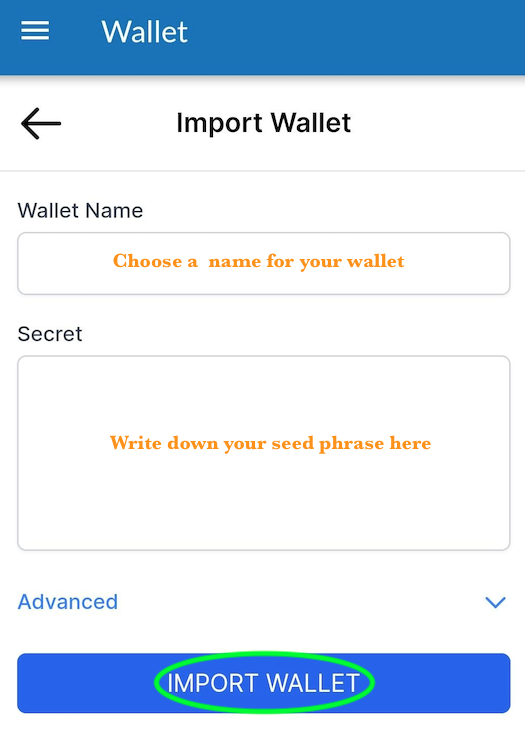 Wallet
Import Wallet
Wallet Name
Choose a name for your wallet
Secret
Write down your seed phrase here
Advanced
IMPORT WALLET